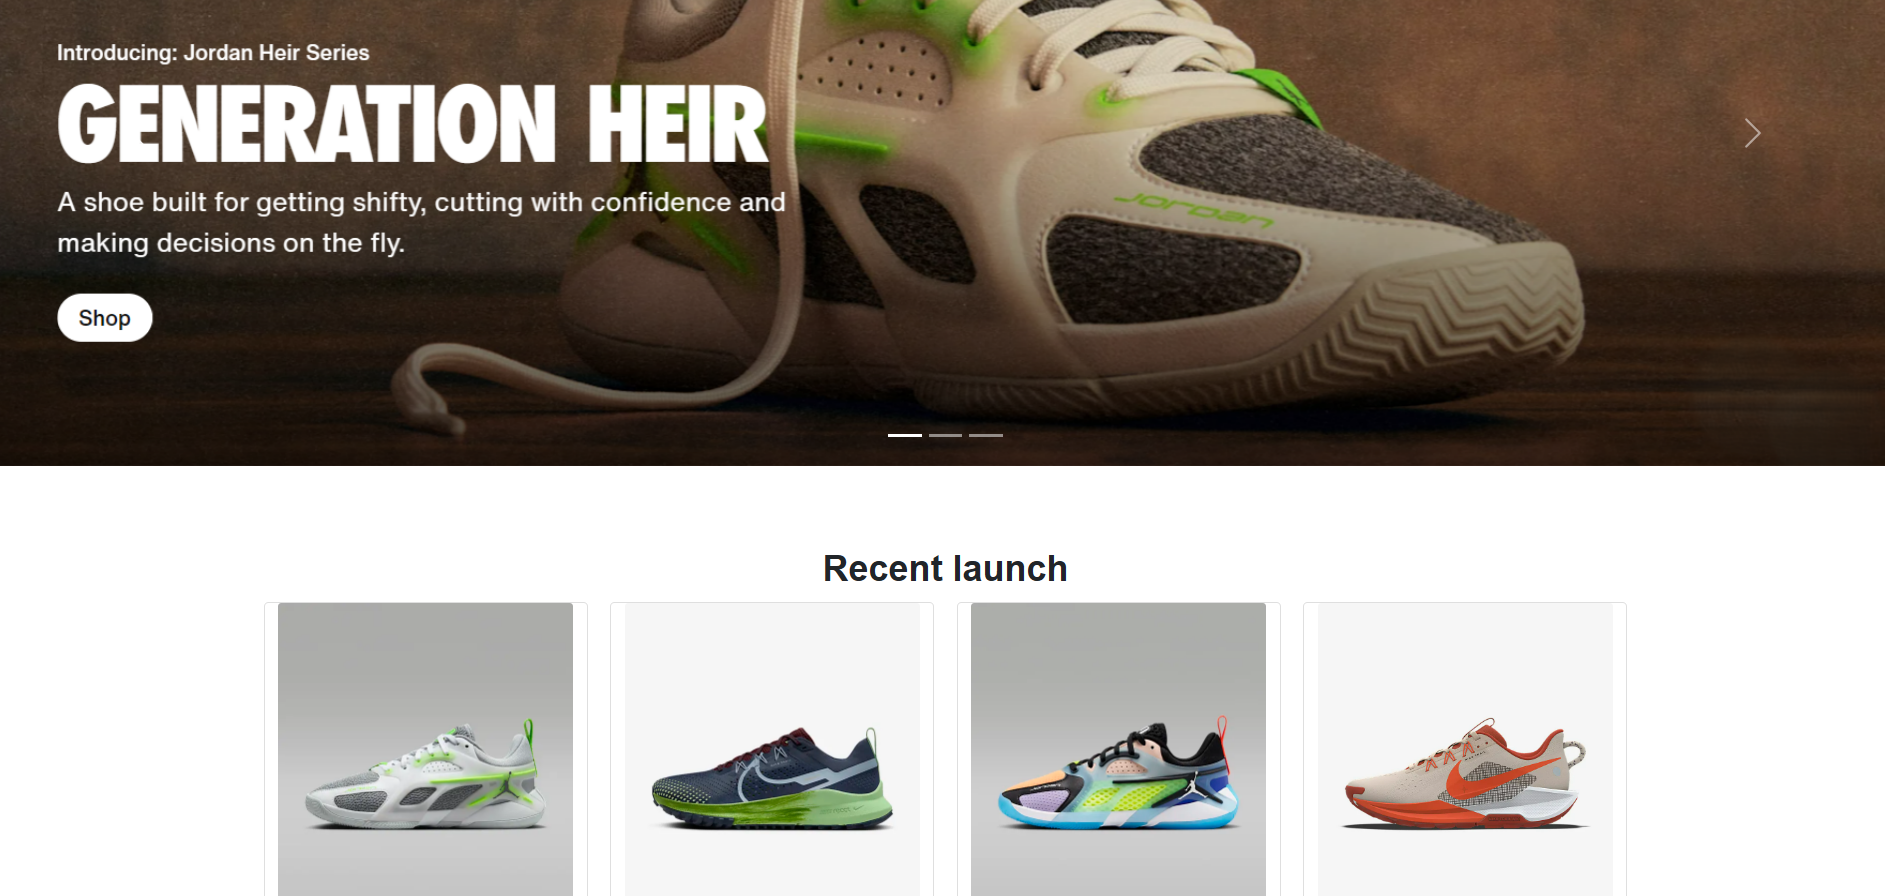 Introducing: Jordan Heir Series
GENERATION HEIR
A shoe built for getting shifty, cutting with confidence and
making decisions on the fly.
Jordan
Shop
Recent launch